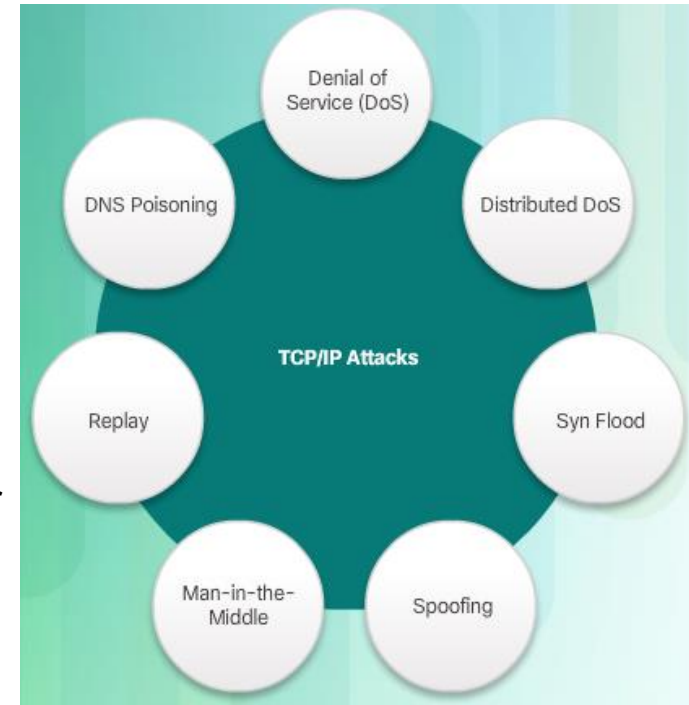 Denial of
Service (DoS)
DNS Poisoning
Distributed DoS
TCP/IP Attacks
Replay
Syn Flood
Man-in-the-
Middle
Spoofing